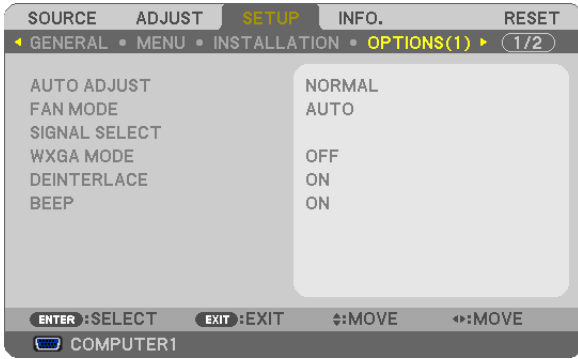 SOURCE ADJUST SETUP INFO. RESET
GENERAL • MENU • INSTALLATION • OPTIONS(1) 1/2
AUTO ADJUST NORMAL
FAN MODE AUTO
SIGNAL SELECT
WXGA MODE OFF
DEINTERLACE ON
BEEP ON
ENTER :SELECT EXIT :EXIT :MOVE :MOVE
COMPUTER1